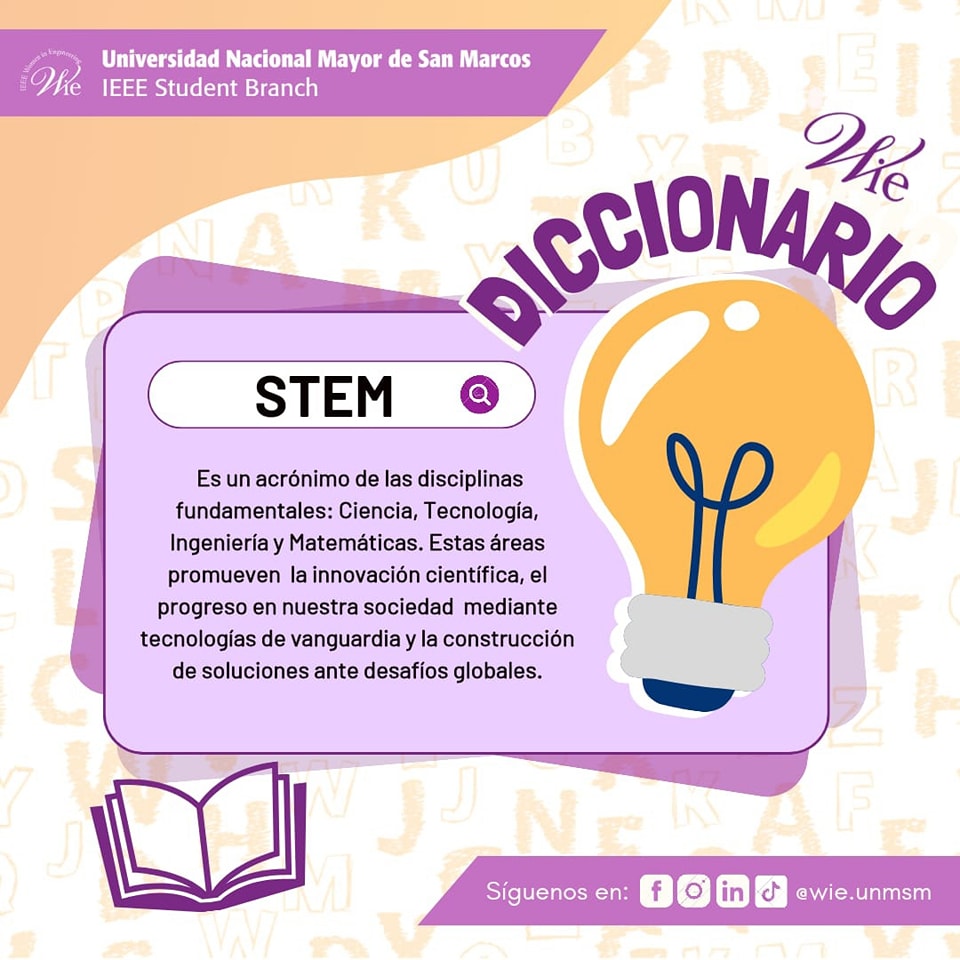 IEEE Women in Engineering
Wie
Universidad Nacional Mayor de San Marcos
IEEE Student Branch
Wie
DICCIONARIO
STEM
Es un acrónimo de las disciplinas
fundamentales: Ciencia, Tecnología,
Ingeniería y Matemáticas. Estas áreas
promueven la innovación científica, el
progreso en nuestra sociedad mediante
tecnologías de vanguardia y la construcción
de soluciones ante desafíos globales.
Síguenos en: @wie.unmsm